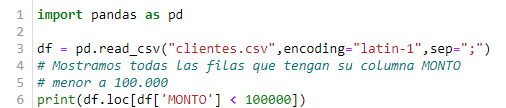 1 import pandas as pd
2
3 df = pd.read_csv("clientes.csv",encoding="latin-1",sep=";")
4 # Mostramos todas las filas que tengan su columna MONTO
5 # menor a 100.000
6 print(df.loc[df['MONTO'] < 100000])